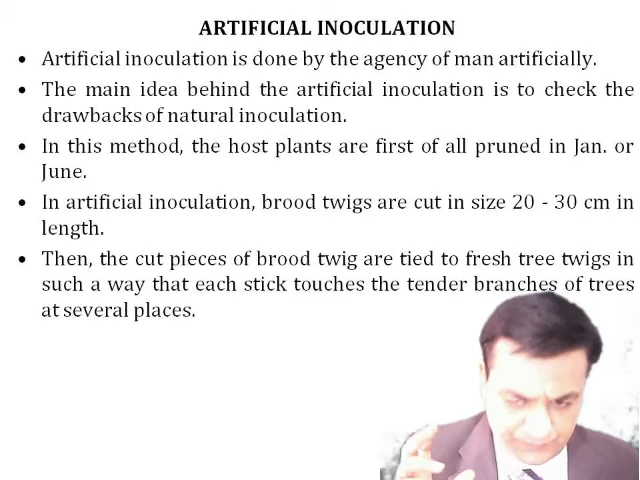 ARTIFICIAL INOCULATION
• Artificial inoculation is done by the agency of man artificially.
• The main idea behind the artificial inoculation is to check the
drawbacks of natural inoculation.
• In this method, the host plants are first of all pruned in Jan. or
June.
• In artificial inoculation, brood twigs are cut in size 20 - 30 cm in
length.
• Then, the cut pieces of brood twig are tied to fresh tree twigs in
such a way that each stick touches the tender branches of trees
at several places.